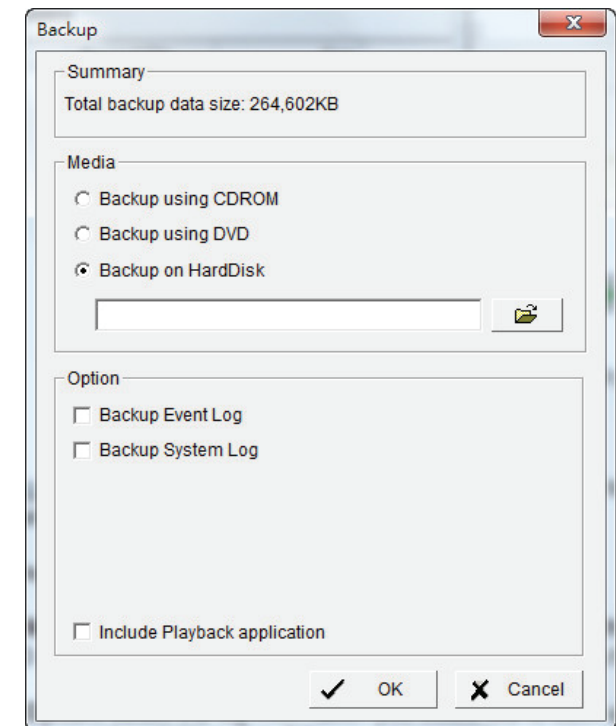 Backup
Summary
Total backup data size: 264,602KB
Media
Backup using CDROM
Backup using DVD
Backup on HardDisk
Option
Backup Event Log
Backup System Log
Include Playback application
OK
Cancel